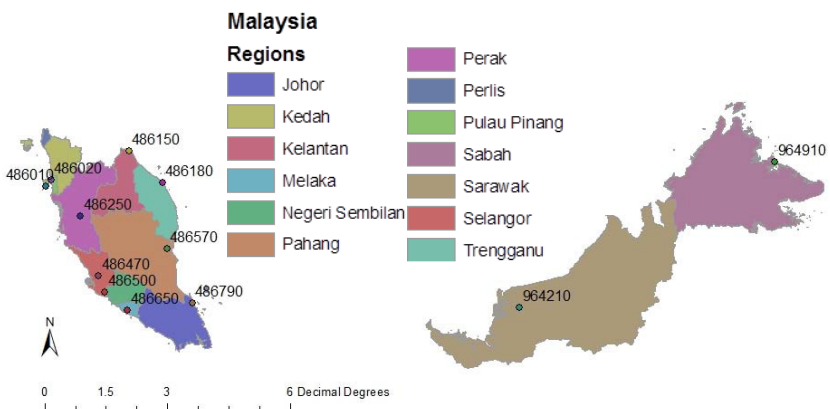 Malaysia
Regions
Johor
Kedah
Kelantan
Melaka
Negeri Sembilan
Pahang
Perak
Perlis
Pulau Pinang
Sabah
Sarawak
Selangor
Trengganu
486150
486020
486010
486180
486250
486570
486470
486500
486650
486790
964910
964210
N
0 1.5 3 6 Decimal Degrees